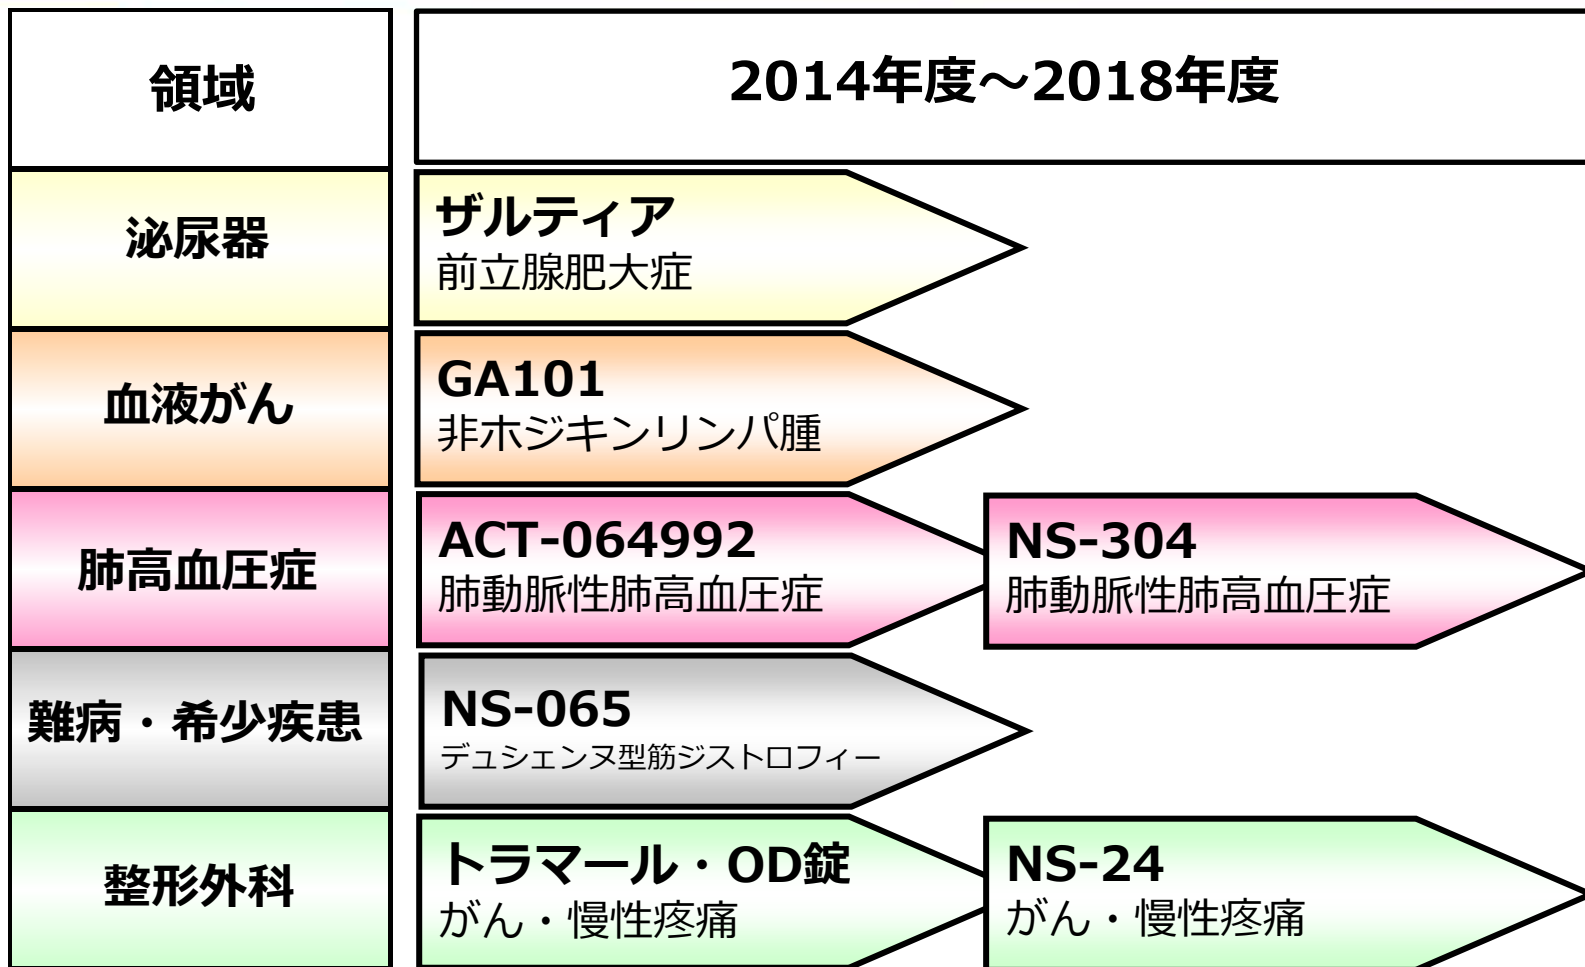 領域
2014年度～2018年度
泌尿器
ザルティア
前立腺肥大症
血液がん
GA101
非ホジキンリンパ腫
肺高血圧症
ACT-064992
肺動脈性肺高血圧症
NS-304
肺動脈性肺高血圧症
難病・希少疾患
NS-065
デュシェンヌ型筋ジストロフィー
整形外科
トラマール・OD錠
がん・慢性疼痛
NS-24
がん・慢性疼痛